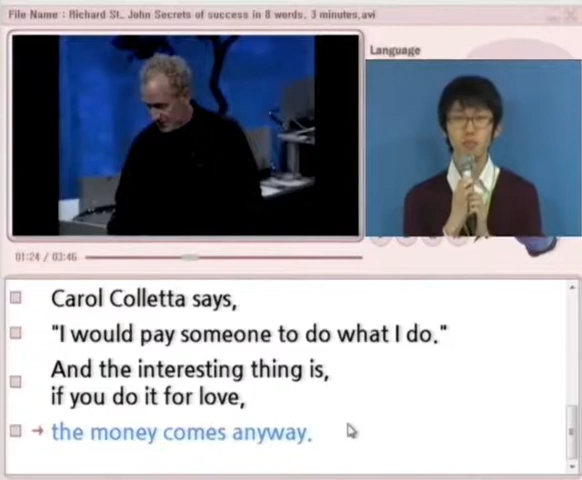 File Name : Richard St. John Secrets of success in 8 words, 3 minutes.avi
Language
01:24 / 03:46
Carol Colletta says,
"I would pay someone to do what I do."
And the interesting thing is,
if you do it for love,
→ the money comes anyway.